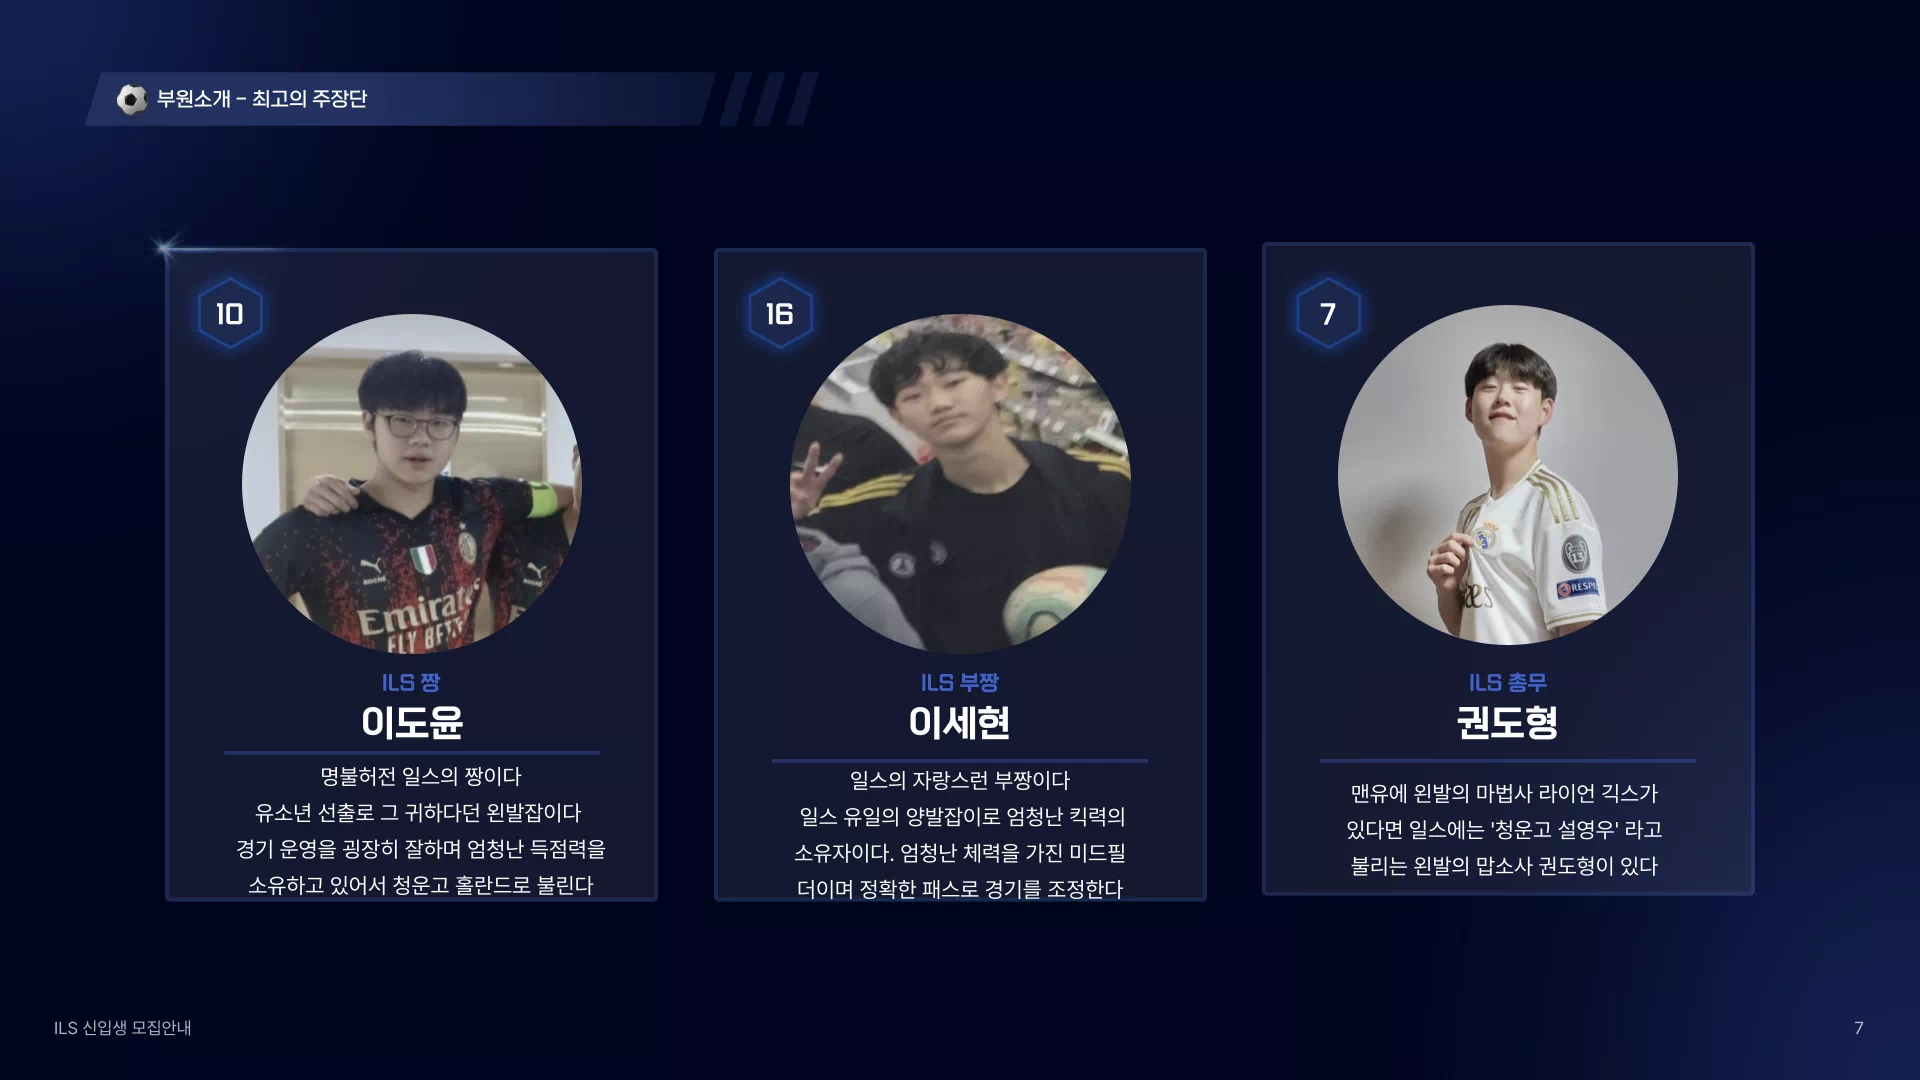 부원소개 - 최고의 주장단
10
ROCHE
Emirates
FLY BET
ILS 짱
이도윤
명불허전 일스의 짱이다
유소년 선출로 그 귀하다던 왼발잡이다
경기 운영을 굉장히 잘하며 엄청난 득점력을
소유하고 있어서 청운고 홀란드로 불린다
16
ILS 부짱
이세현
일스의 자랑스런 부짱이다
일스 유일의 양발잡이로 엄청난 킥력의
소유자이다. 엄청난 체력을 가진 미드필
더이며 정확한 패스로 경기를 조정한다
7
13
RESPE
ILS 총무
권도형
맨유에 왼발의 마법사 라이언 긱스가
있다면 일스에는 '청운고 설영우' 라고
불리는 왼발의 맙소사 권도형이 있다
ILS 신입생 모집안내
7